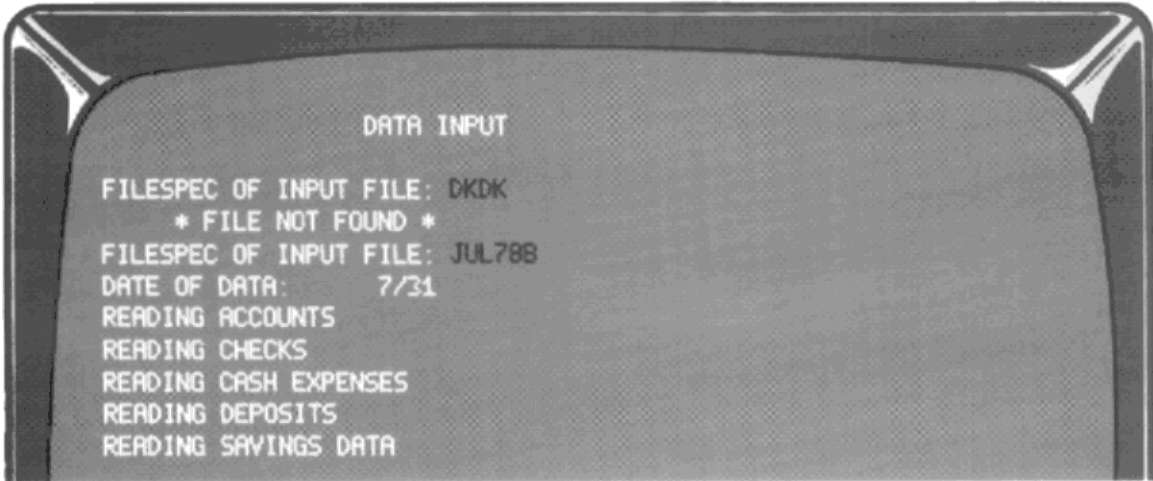 DATA INPUT
FILESPEC OF INPUT FILE: DKDK
* FILE NOT FOUND *
FILESPEC OF INPUT FILE: JUL78B
DATE OF DATA: 7/31
READING ACCOUNTS
READING CHECKS
READING CASH EXPENSES
READING DEPOSITS
READING SAVINGS DATA